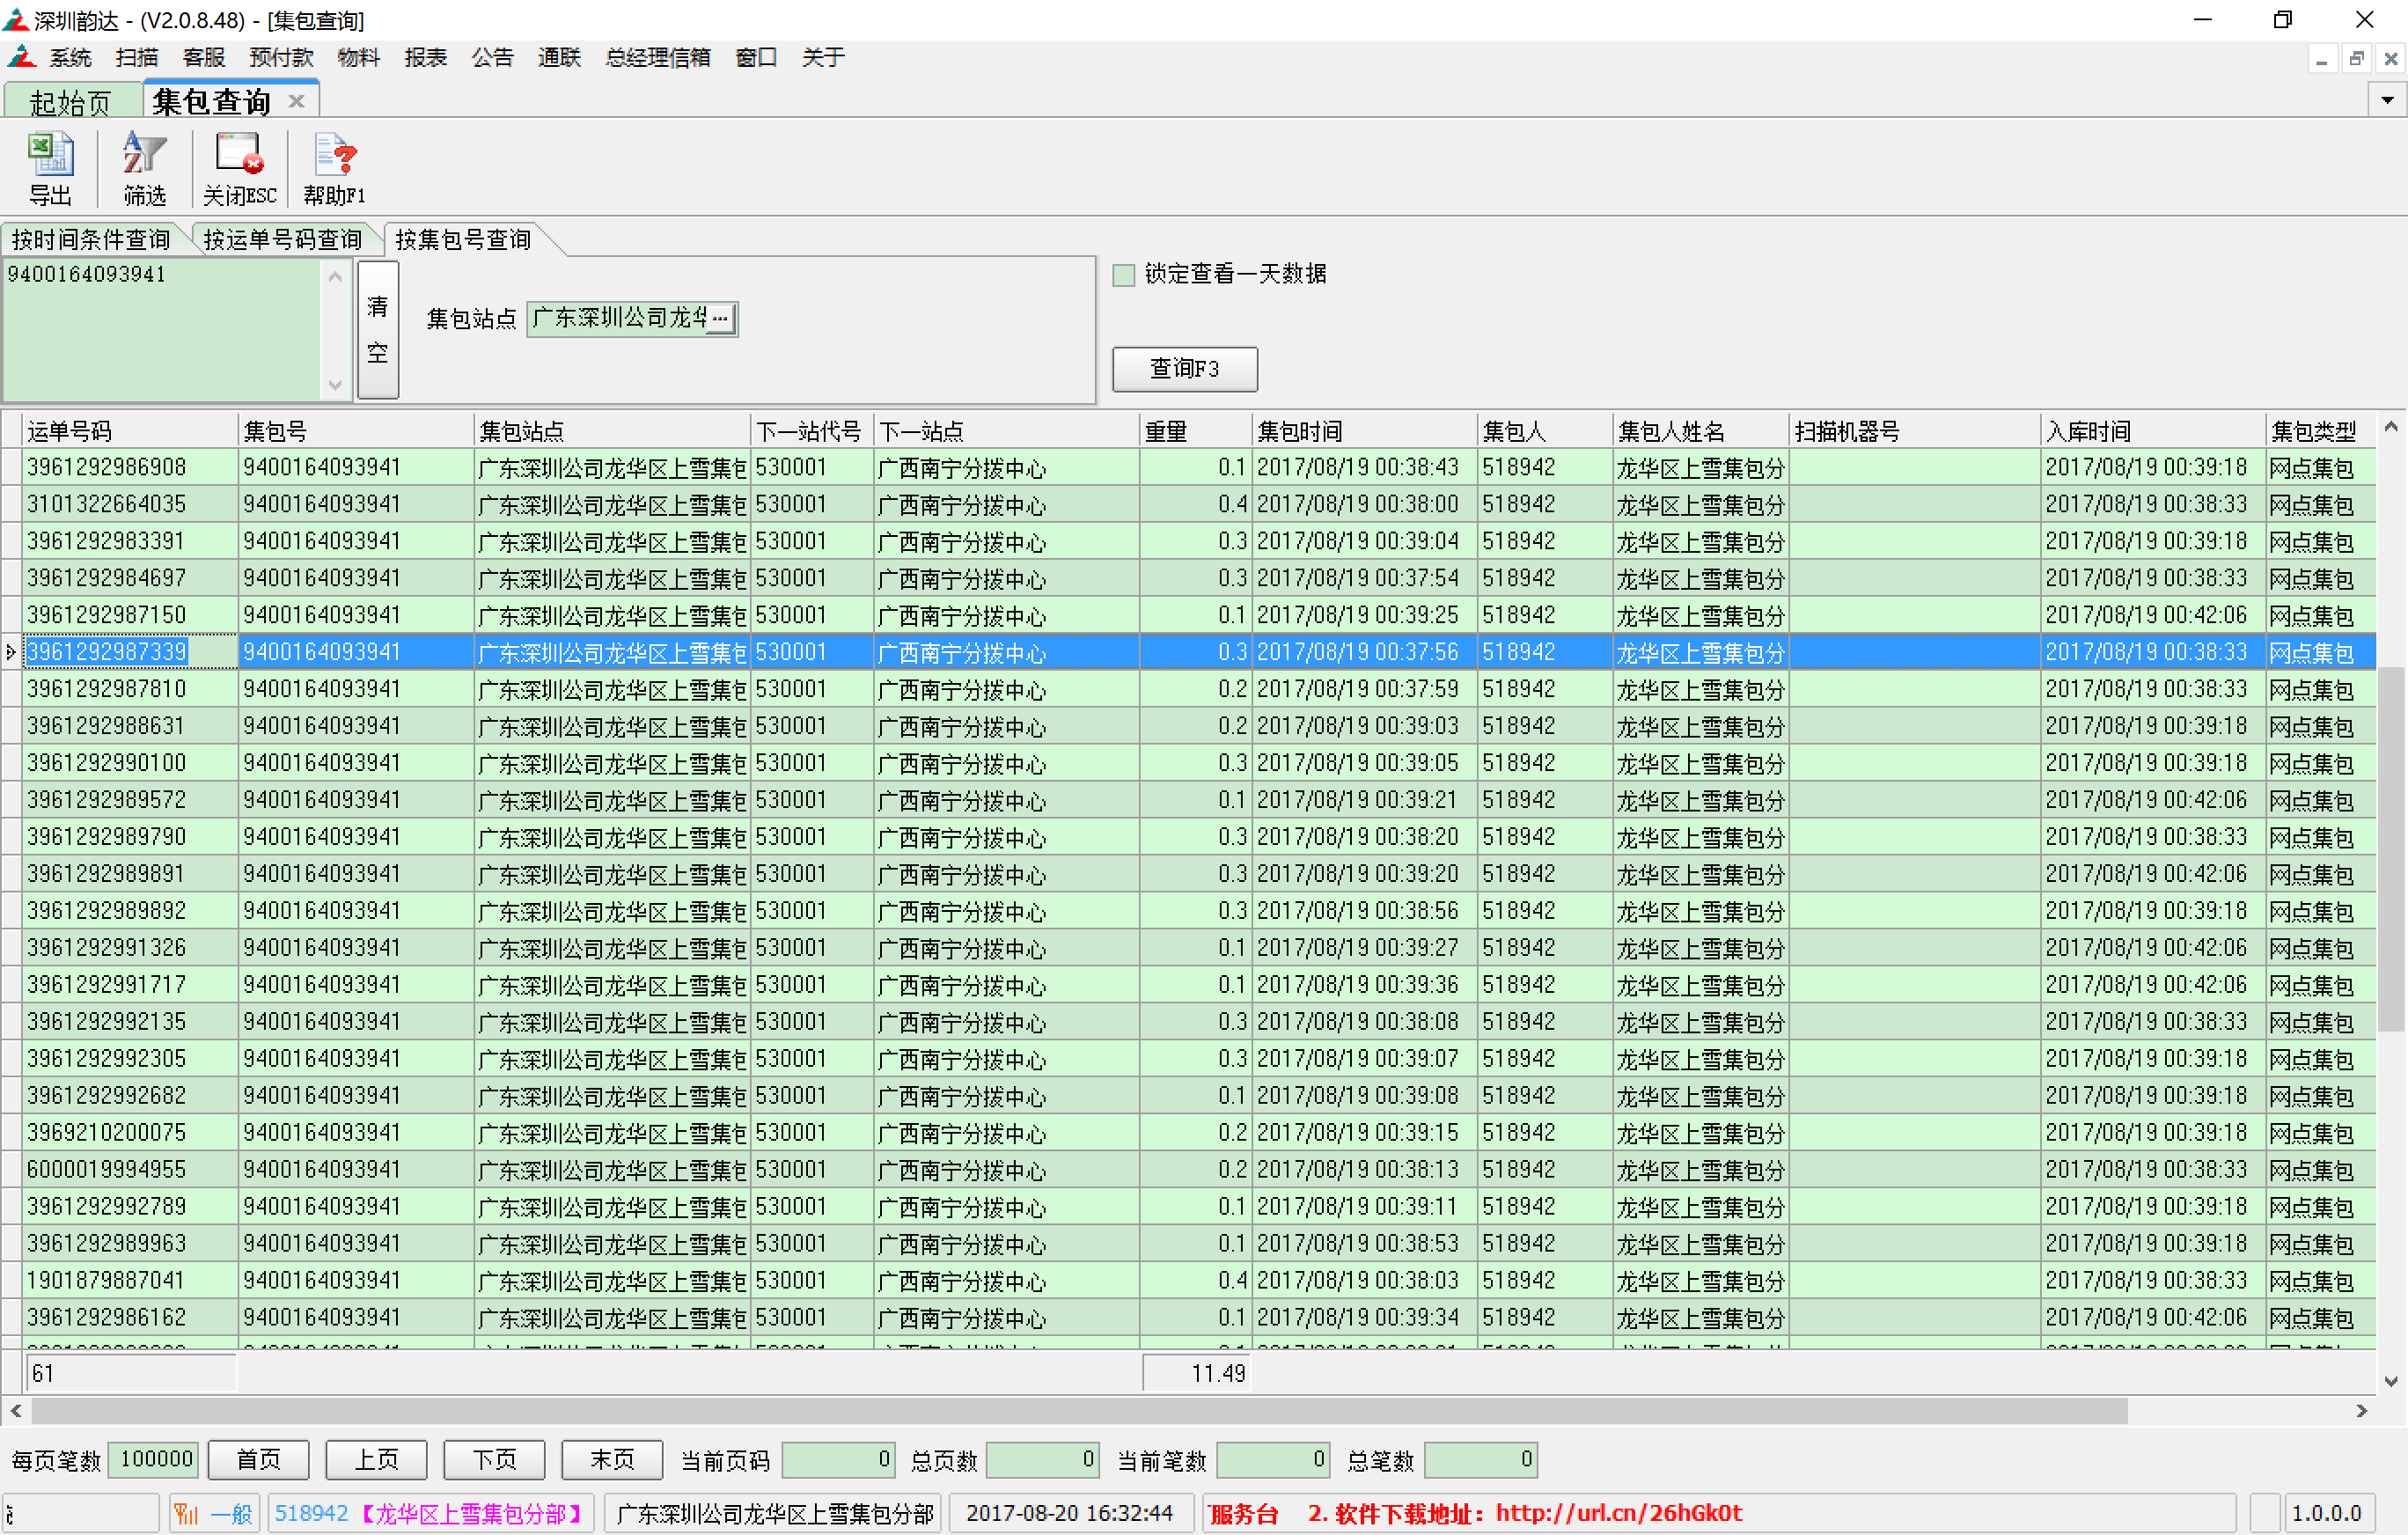 深圳韵达 - (V2.0.8.48) - [集包查询]
系统 扫描 客服 预付款 物料 报表 公告 通联 总经理信箱 窗口 关于
起始页 集包查询
导出 筛选 关闭ESC 帮助F1
按时间条件查询 按运单号码查询 按集包号查询
9400164093941
清空
集包站点 广东深圳公司龙华
锁定查看一天数据
查询F3
运单号码 集包号 集包站点 下一站代号 下一站点 重量 集包时间 集包人 集包人姓名 扫描机器号 入库时间 集包类型
3961292986908 9400164093941 广东深圳公司龙华区上雪集包 530001 广西南宁分拨中心 0.1 2017/08/19 00:38:43 518942 龙华区上雪集包分 2017/08/19 00:39:18 网点集包
3101322664035 9400164093941 广东深圳公司龙华区上雪集包 530001 广西南宁分拨中心 0.4 2017/08/19 00:38:00 518942 龙华区上雪集包分 2017/08/19 00:38:33 网点集包
3961292983391 9400164093941 广东深圳公司龙华区上雪集包 530001 广西南宁分拨中心 0.3 2017/08/19 00:39:04 518942 龙华区上雪集包分 2017/08/19 00:39:18 网点集包
3961292984697 9400164093941 广东深圳公司龙华区上雪集包 530001 广西南宁分拨中心 0.3 2017/08/19 00:37:54 518942 龙华区上雪集包分 2017/08/19 00:38:33 网点集包
3961292987150 9400164093941 广东深圳公司龙华区上雪集包 530001 广西南宁分拨中心 0.1 2017/08/19 00:39:25 518942 龙华区上雪集包分 2017/08/19 00:42:06 网点集包
3961292987339 9400164093941 广东深圳公司龙华区上雪集包 530001 广西南宁分拨中心 0.3 2017/08/19 00:37:56 518942 龙华区上雪集包分 2017/08/19 00:38:33 网点集包
3961292987810 9400164093941 广东深圳公司龙华区上雪集包 530001 广西南宁分拨中心 0.2 2017/08/19 00:37:59 518942 龙华区上雪集包分 2017/08/19 00:38:33 网点集包
3961292988631 9400164093941 广东深圳公司龙华区上雪集包 530001 广西南宁分拨中心 0.2 2017/08/19 00:39:03 518942 龙华区上雪集包分 2017/08/19 00:39:18 网点集包
3961292990100 9400164093941 广东深圳公司龙华区上雪集包 530001 广西南宁分拨中心 0.3 2017/08/19 00:39:05 518942 龙华区上雪集包分 2017/08/19 00:39:18 网点集包
3961292989572 9400164093941 广东深圳公司龙华区上雪集包 530001 广西南宁分拨中心 0.1 2017/08/19 00:39:21 518942 龙华区上雪集包分 2017/08/19 00:42:06 网点集包
3961292989790 9400164093941 广东深圳公司龙华区上雪集包 530001 广西南宁分拨中心 0.3 2017/08/19 00:38:20 518942 龙华区上雪集包分 2017/08/19 00:38:33 网点集包
3961292989891 9400164093941 广东深圳公司龙华区上雪集包 530001 广西南宁分拨中心 0.3 2017/08/19 00:39:20 518942 龙华区上雪集包分 2017/08/19 00:42:06 网点集包
3961292989892 9400164093941 广东深圳公司龙华区上雪集包 530001 广西南宁分拨中心 0.3 2017/08/19 00:38:56 518942 龙华区上雪集包分 2017/08/19 00:39:18 网点集包
3961292991326 9400164093941 广东深圳公司龙华区上雪集包 530001 广西南宁分拨中心 0.1 2017/08/19 00:39:27 518942 龙华区上雪集包分 2017/08/19 00:42:06 网点集包
3961292991717 9400164093941 广东深圳公司龙华区上雪集包 530001 广西南宁分拨中心 0.1 2017/08/19 00:39:36 518942 龙华区上雪集包分 2017/08/19 00:42:06 网点集包
3961292992135 9400164093941 广东深圳公司龙华区上雪集包 530001 广西南宁分拨中心 0.3 2017/08/19 00:38:08 518942 龙华区上雪集包分 2017/08/19 00:38:33 网点集包
3961292992305 9400164093941 广东深圳公司龙华区上雪集包 530001 广西南宁分拨中心 0.3 2017/08/19 00:39:07 518942 龙华区上雪集包分 2017/08/19 00:39:18 网点集包
3961292992682 9400164093941 广东深圳公司龙华区上雪集包 530001 广西南宁分拨中心 0.1 2017/08/19 00:39:08 518942 龙华区上雪集包分 2017/08/19 00:39:18 网点集包
3969210200075 9400164093941 广东深圳公司龙华区上雪集包 530001 广西南宁分拨中心 0.2 2017/08/19 00:39:15 518942 龙华区上雪集包分 2017/08/19 00:39:18 网点集包
6000019994955 9400164093941 广东深圳公司龙华区上雪集包 530001 广西南宁分拨中心 0.2 2017/08/19 00:38:13 518942 龙华区上雪集包分 2017/08/19 00:38:33 网点集包
3961292992789 9400164093941 广东深圳公司龙华区上雪集包 530001 广西南宁分拨中心 0.1 2017/08/19 00:39:11 518942 龙华区上雪集包分 2017/08/19 00:39:18 网点集包
3961292989963 9400164093941 广东深圳公司龙华区上雪集包 530001 广西南宁分拨中心 0.1 2017/08/19 00:38:53 518942 龙华区上雪集包分 2017/08/19 00:39:18 网点集包
1901879887041 9400164093941 广东深圳公司龙华区上雪集包 530001 广西南宁分拨中心 0.4 2017/08/19 00:38:03 518942 龙华区上雪集包分 2017/08/19 00:38:33 网点集包
3961292986162 9400164093941 广东深圳公司龙华区上雪集包 530001 广西南宁分拨中心 0.1 2017/08/19 00:39:34 518942 龙华区上雪集包分 2017/08/19 00:42:06 网点集包
61 11.49
每页笔数 100000 首页 上页 下页 末页 当前页码 0 总页数 0 当前笔数 0 总笔数 0
一般 518942 【龙华区上雪集包分部】 广东深圳公司龙华区上雪集包分部 2017-08-20 16:32:44 服务台 2. 软件下载地址：http://url.cn/26hGkOt 1.0.0.0